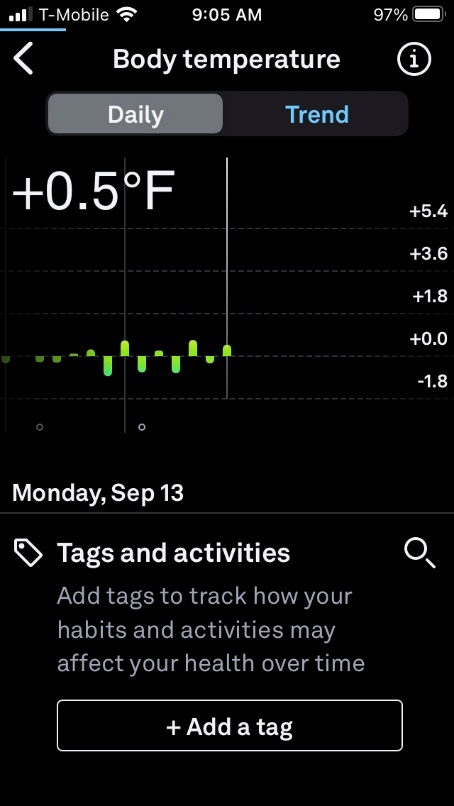 T-Mobile 9:05 AM 97%
Body temperature
Daily Trend
+0.5°F
+5.4
+3.6
+1.8
+0.0
-1.8
Monday, Sep 13
Tags and activities
Add tags to track how your
habits and activities may
affect your health over time
+ Add a tag